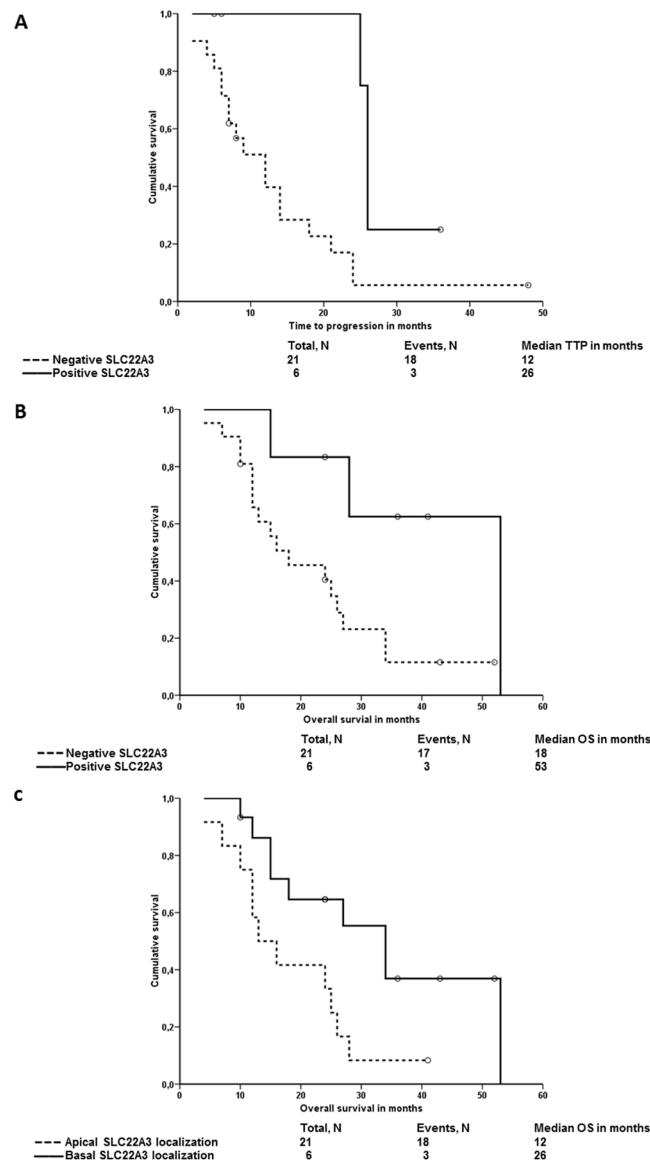 A
Cumulative survival
1,0
0,8
0,6
0,4
0,2
0,0
0 10 20 30 40 50
Time to progression in months
Total, N Events, N Median TTP in months
Negative SLC22A3 21 18 12
Positive SLC22A3 6 3 26
B
Cumulative survival
1,0
0,8
0,6
0,4
0,2
0,0
0 10 20 30 40 50 60
Overall survial in months
Total, N Events, N Median OS in months
Negative SLC22A3 21 17 18
Positive SLC22A3 6 3 53
C
Cumulative survival
1,0
0,8
0,6
0,4
0,2
0,0
0 10 20 30 40 50 60
Overall survival in months
Total, N Events, N Median OS in months
Apical SLC22A3 localization 21 18 12
Basal SLC22A3 localization 6 3 26